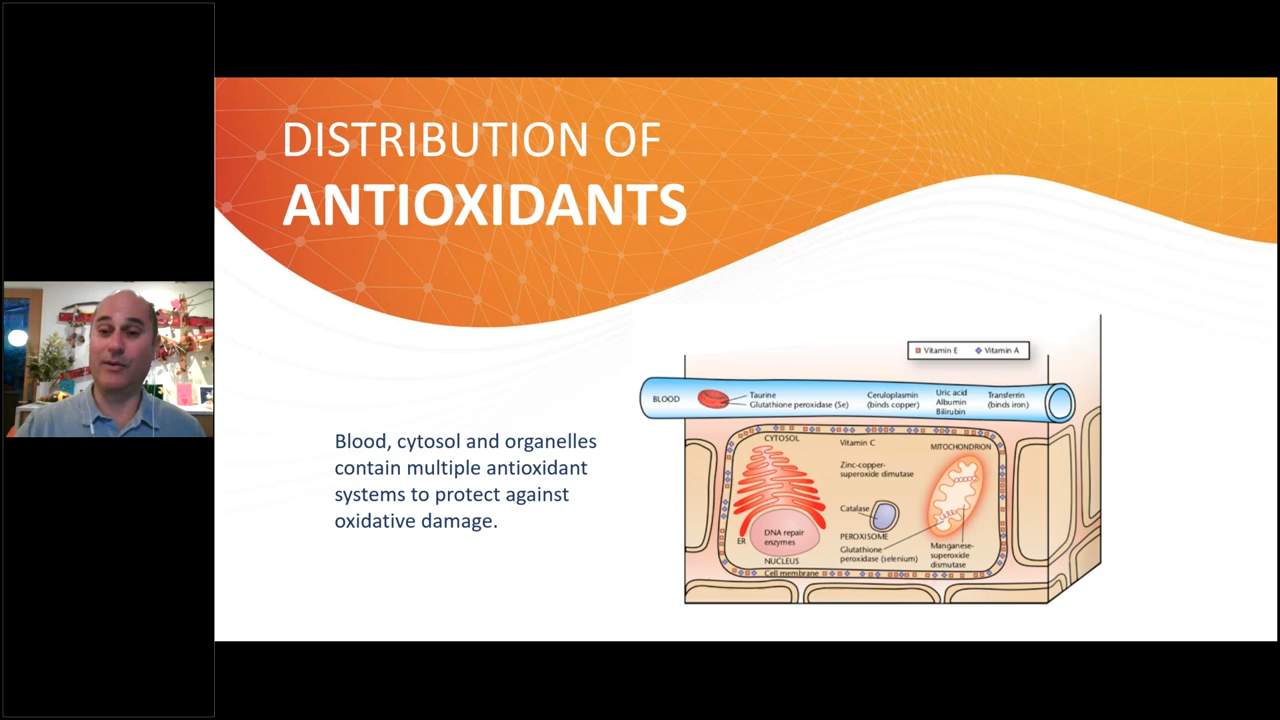 DISTRIBUTION OF
ANTIOXIDANTS
Blood, cytosol and organelles
contain multiple antioxidant
systems to protect against
oxidative damage.
Vitamin E
Vitamin A
BLOOD
Taurine
Glutathione peroxidase (Se)
Ceruloplasmin
(binds copper)
Uric acid
Albumin
Bilirubin
Transferrin
(binds iron)
CYTOSOL
Vitamin C
MITOCHONDRION
Zinc-copper-
superoxide dimutase
Catalase
PEROXISOME
DNA repair
enzymes
ER
NUCLEUS
Glutathione
peroxidase (selenium)
Manganese-
superoxide
dismutase
Cell membrane